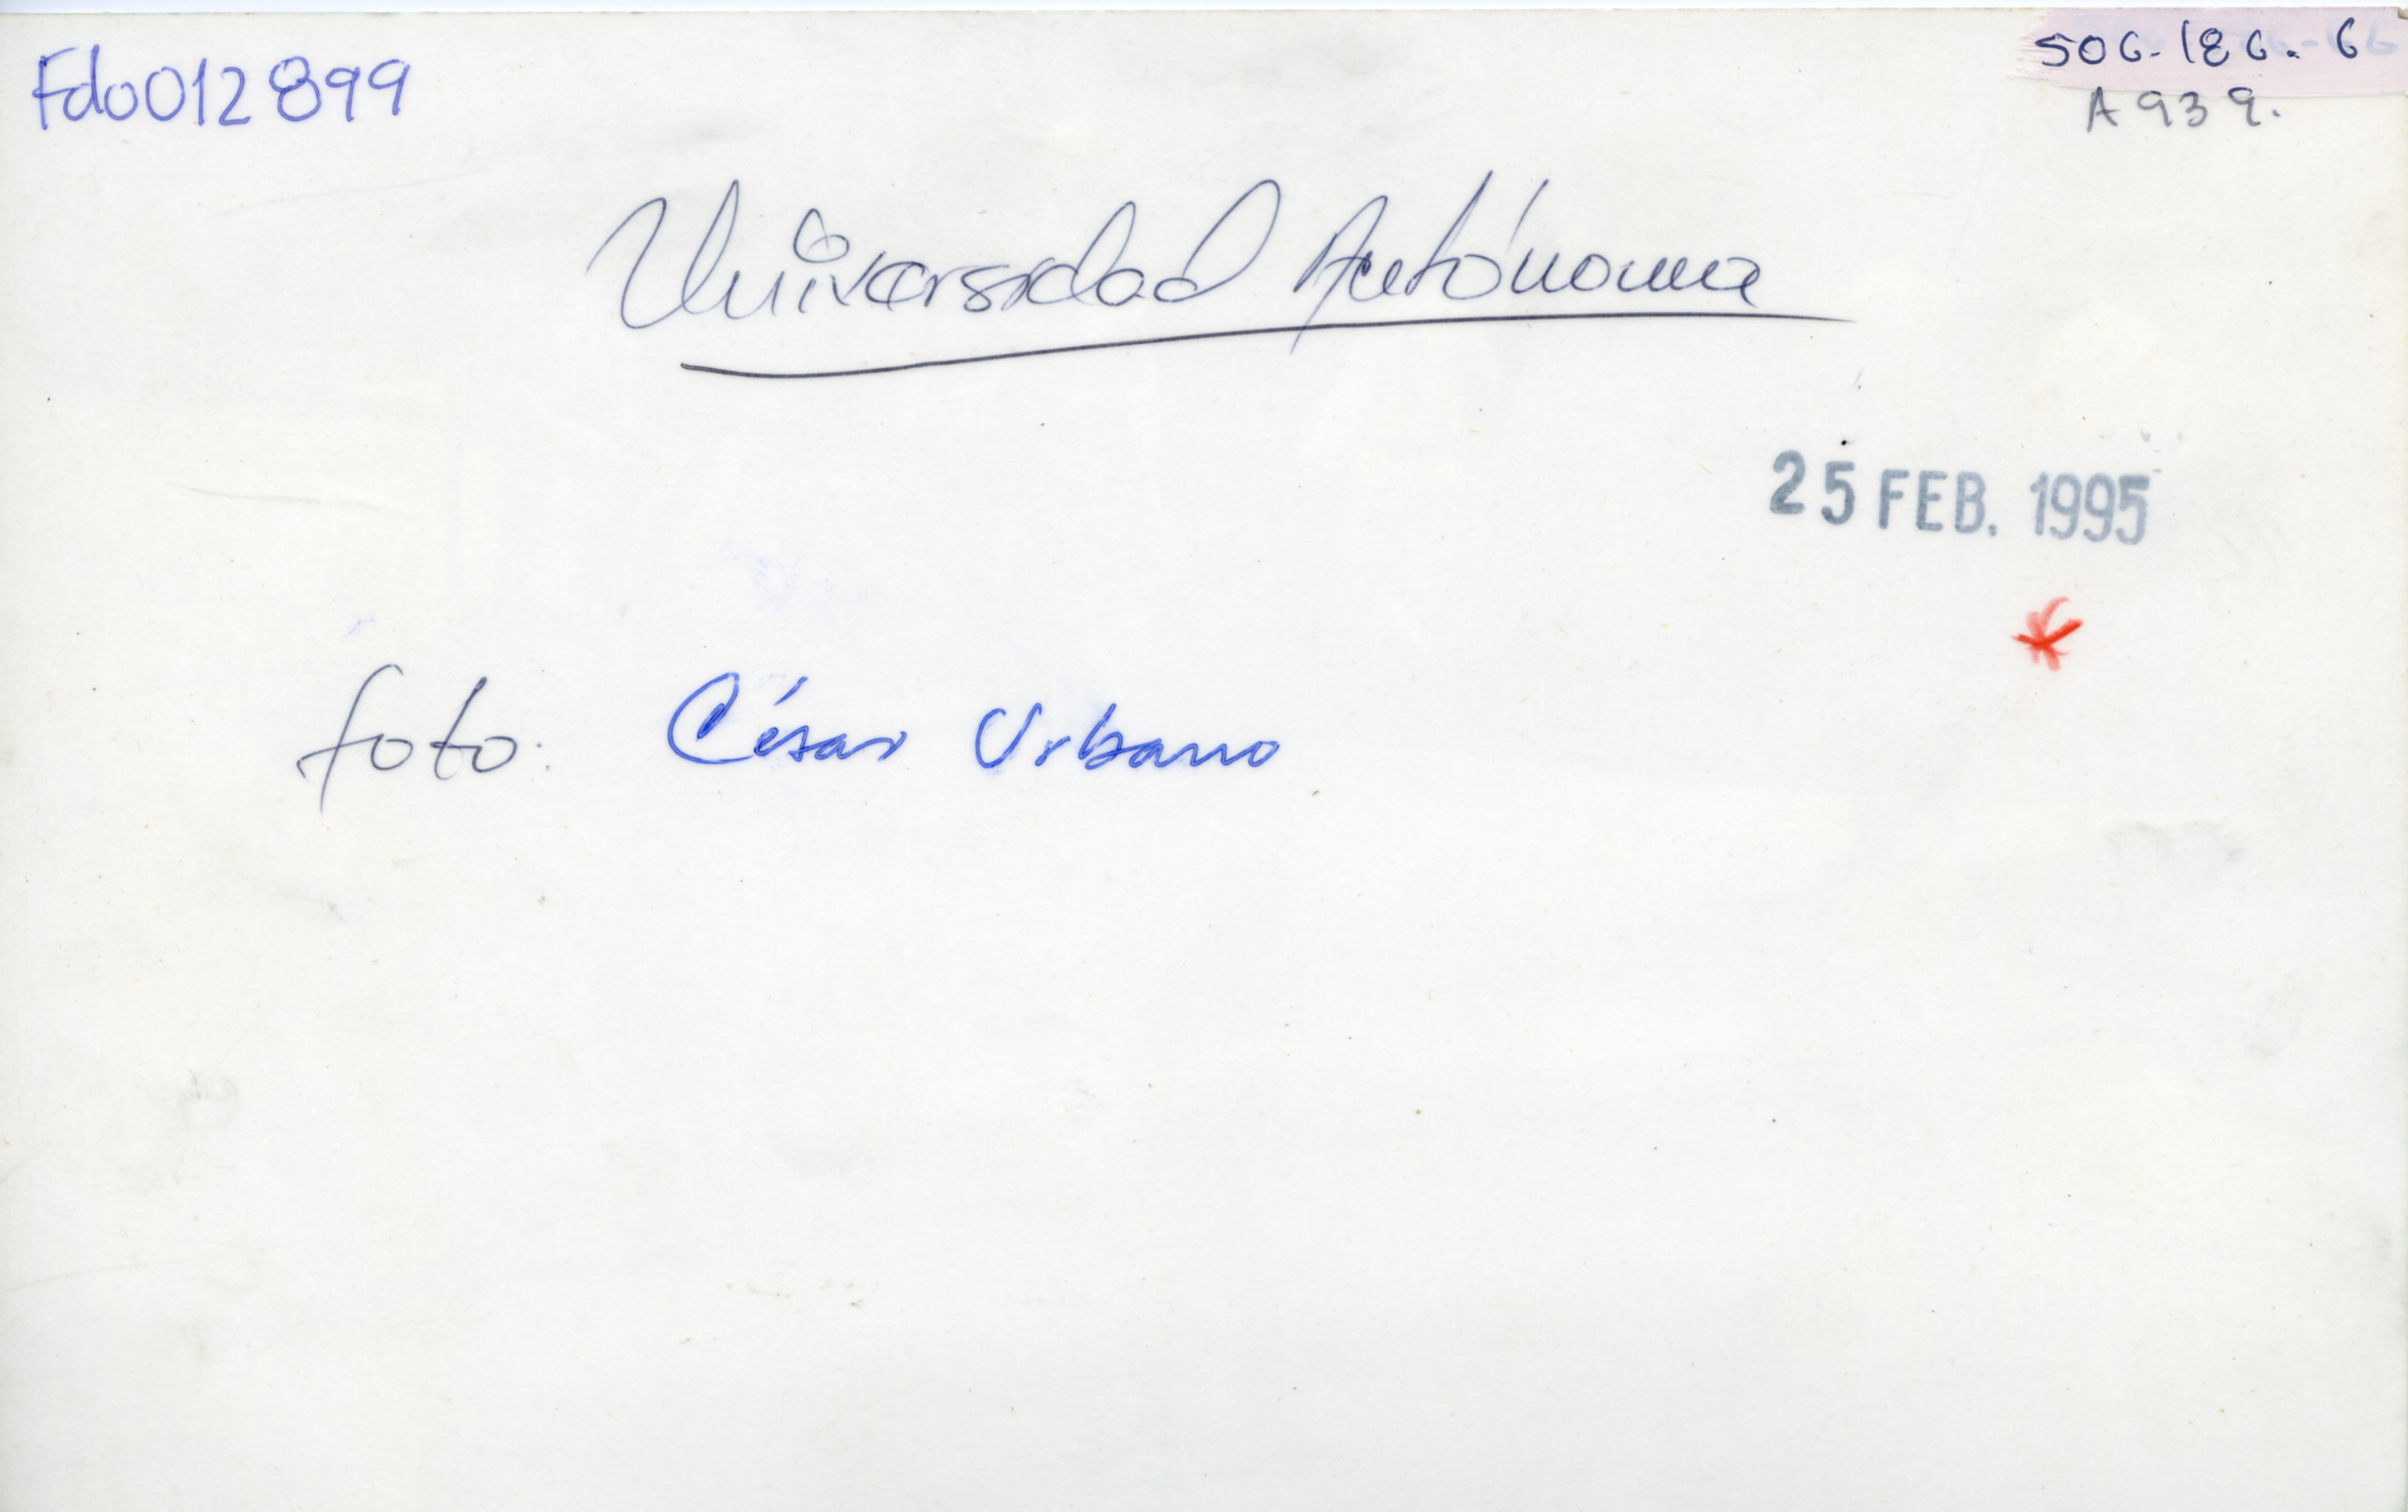 Fdo012899
506-186-6
A939.
Universidad Autónoma
25 FEB. 1995
foto: César Urbano